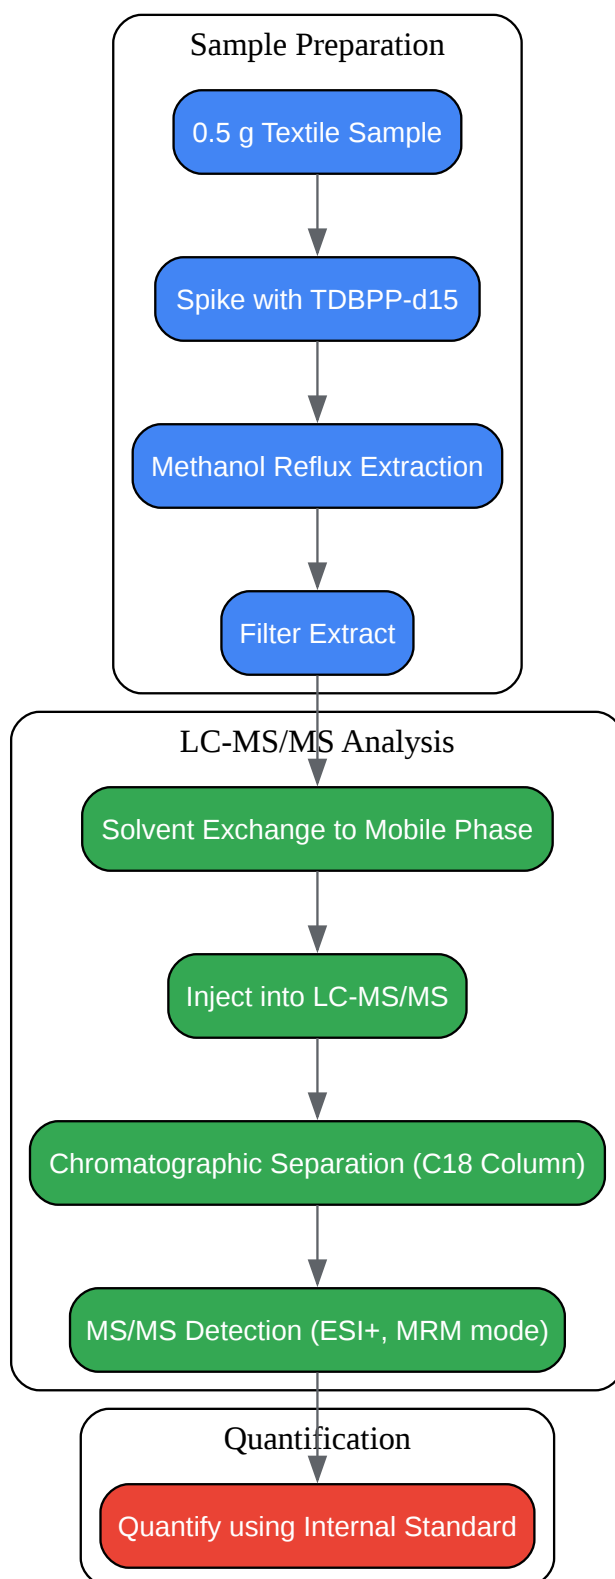 Sample Preparation
0.5 g Textile Sample
Spike with TDBPP-d15
Methanol Reflux Extraction
Filter Extract
LC-MS/MS Analysis
Solvent Exchange to Mobile Phase
Inject into LC-MS/MS
Chromatographic Separation (C18 Column)
MS/MS Detection (ESI+, MRM mode)
Quantification
Quantify using Internal Standard